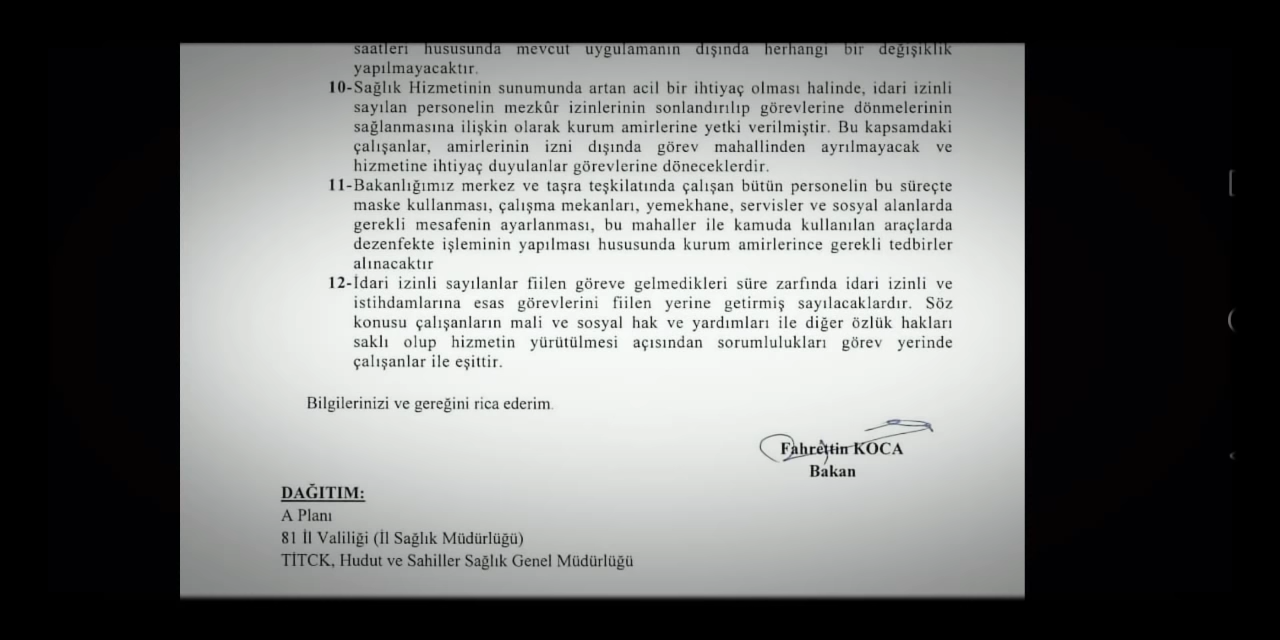 saatleri hususunda mevcut uygulamanın dışında herhangi bir değişiklik
yapılmayacaktır.
10-Sağlık Hizmetinin sunumunda artan acil bir ihtiyaç olması halinde, idari izinli
sayılan personelin mezkûr izinlerinin sonlandırılıp görevlerine dönmelerinin
sağlanmasına ilişkin olarak kurum amirlerine yetki verilmiştir. Bu kapsamdaki
çalışanlar, amirlerinin izni dışında görev mahallinden ayrılmayacak ve
hizmetine ihtiyaç duyulanlar görevlerine döneceklerdir.
11-Bakanlığımız merkez ve taşra teşkilatında çalışan bütün personelin bu süreçte
maske kullanması, çalışma mekanları, yemekhane, servisler ve sosyal alanlarda
gerekli mesafenin ayarlanması, bu mahaller ile kamuda kullanılan araçlarda
dezenfekte işleminin yapılması hususunda kurum amirlerince gerekli tedbirler
alınacaktır
12-İdari izinli sayılanlar fiilen göreve gelmedikleri süre zarfında idari izinli ve
istihdamlarına esas görevlerini fiilen yerine getirmiş sayılacaklardır. Söz
konusu çalışanların mali ve sosyal hak ve yardımları ile diğer özlük hakları
saklı olup hizmetin yürütülmesi açısından sorumlulukları görev yerinde
çalışanlar ile eşittir.
Bilgilerinizi ve gereğini rica ederim.
Fahrettin KOCA
Bakan
DAĞITIM:
A Planı
81 İl Valiliği (İl Sağlık Müdürlüğü)
TİTCK, Hudut ve Sahiller Sağlık Genel Müdürlüğü